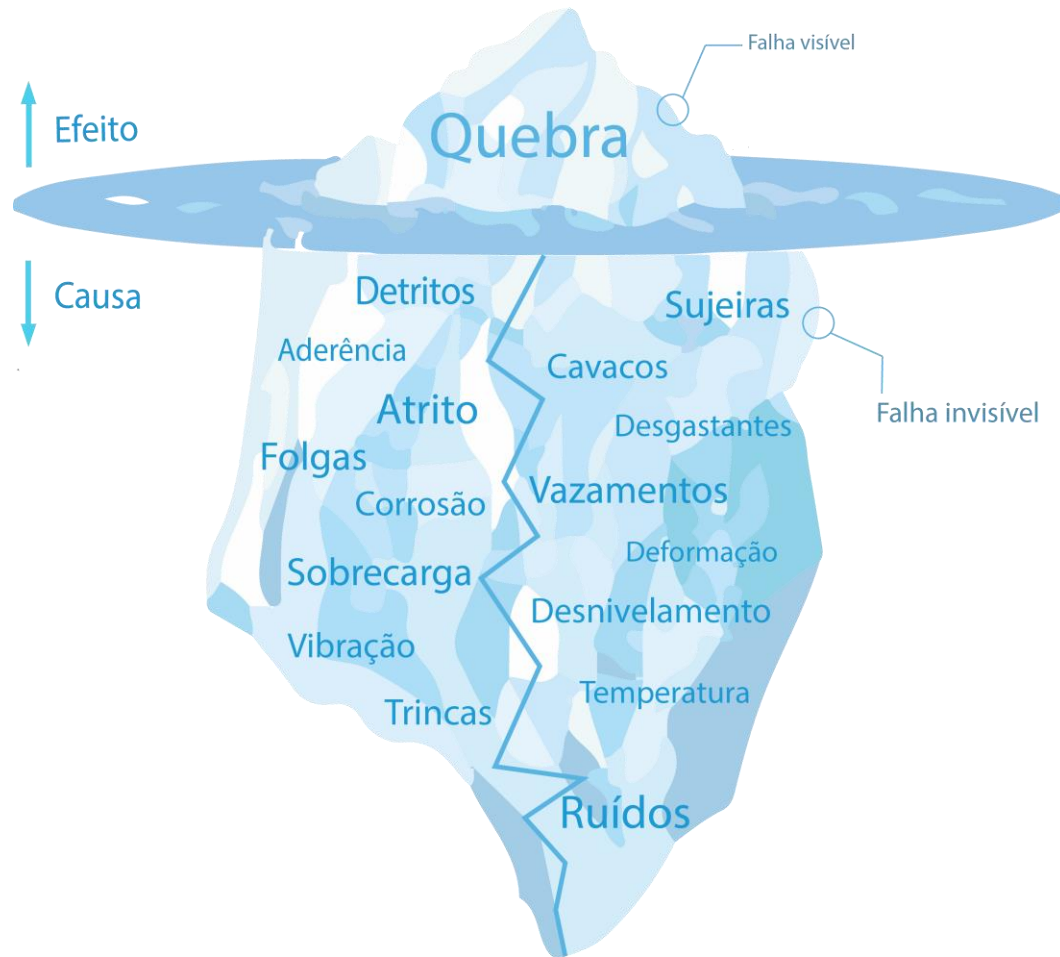 Falha visível
Efeito
Quebra
Causa
Detritos
Sujeiras
Aderência
Cavacos
Atrito
Falha invisível
Desgastantes
Folgas
Corrosão
Vazamentos
Deformação
Sobrecarga
Desnivelamento
Vibração
Temperatura
Trincas
Ruídos